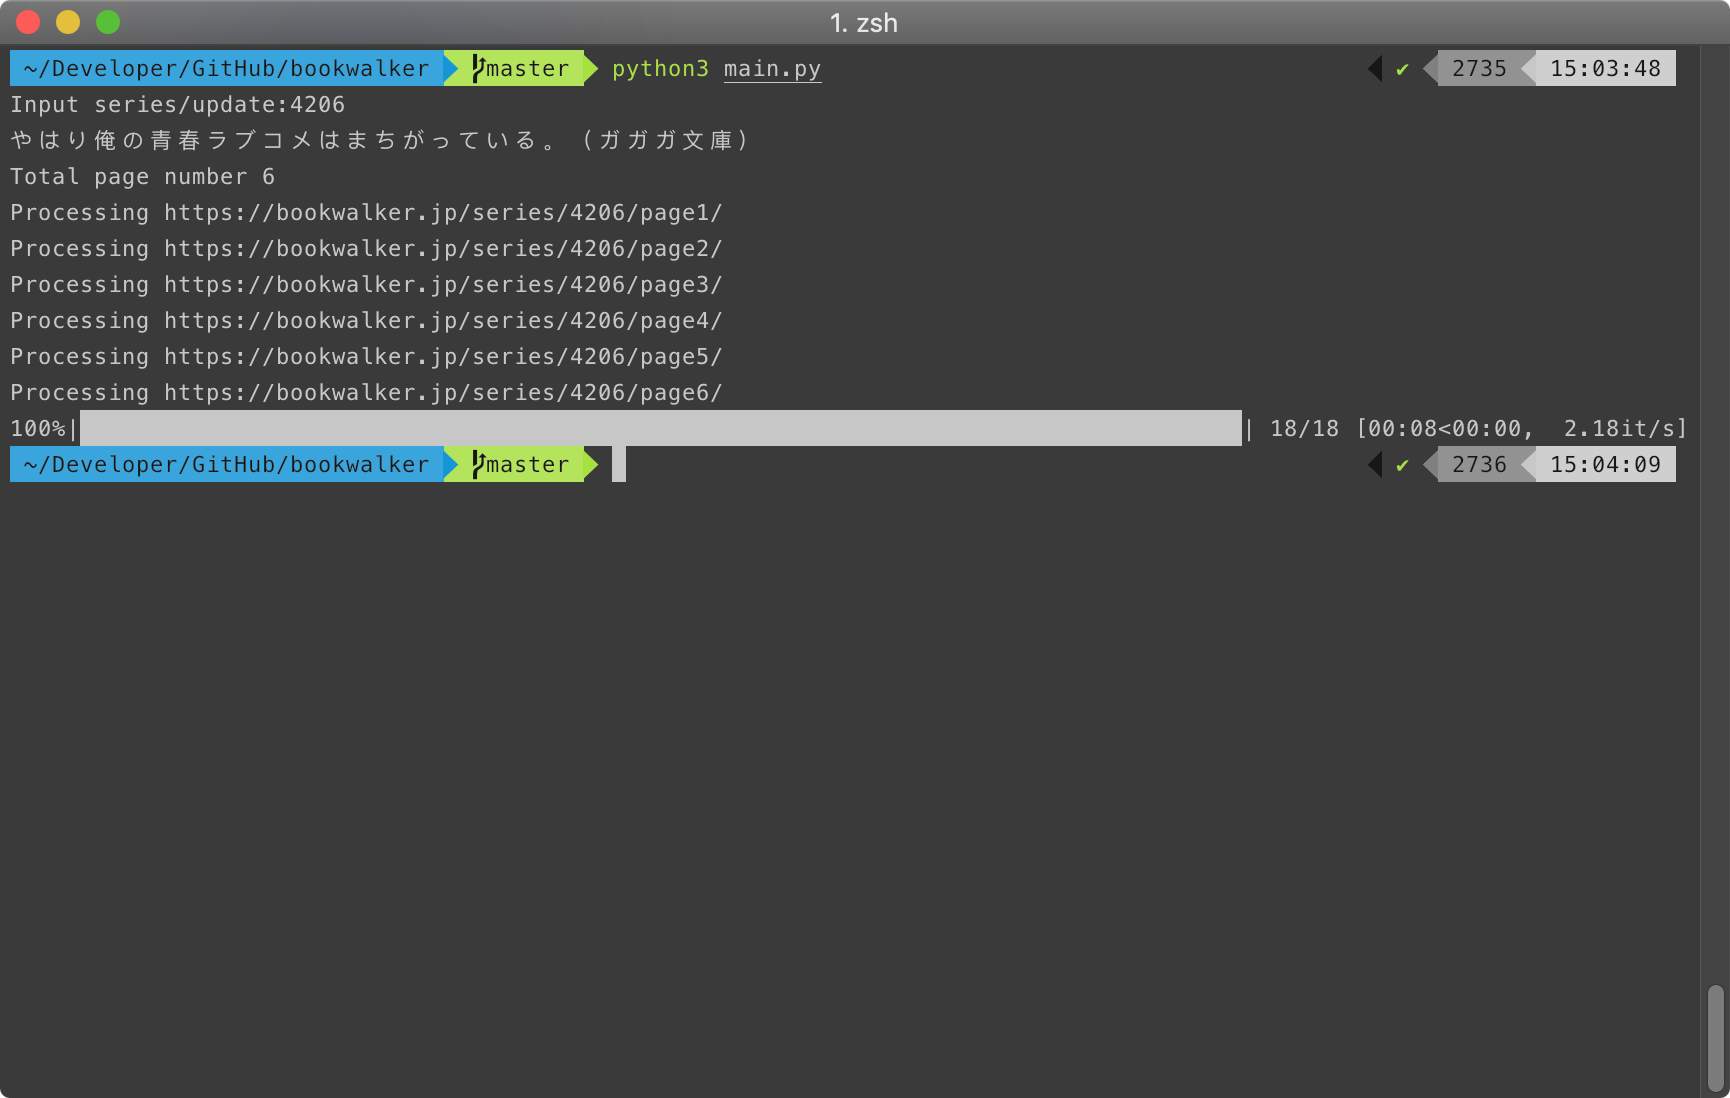 1. zsh
~/Developer/GitHub/bookwalker master python3 main.py ✔ 2735 15:03:48
Input series/update:4206
やはり俺の青春ラブコメはまちがっている。（ガガガ文庫）
Total page number 6
Processing https://bookwalker.jp/series/4206/page1/
Processing https://bookwalker.jp/series/4206/page2/
Processing https://bookwalker.jp/series/4206/page3/
Processing https://bookwalker.jp/series/4206/page4/
Processing https://bookwalker.jp/series/4206/page5/
Processing https://bookwalker.jp/series/4206/page6/
100%| | 18/18 [00:08<00:00,  2.18it/s]
~/Developer/GitHub/bookwalker master ✔ 2736 15:04:09